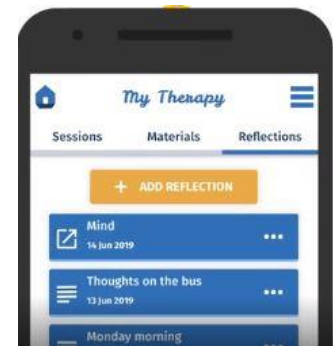 My Therapy
Sessions Materials Reflections
+ ADD REFLECTION
Mind
14 Jun 2019
Thoughts on the bus
13 Jun 2019
Monday morning